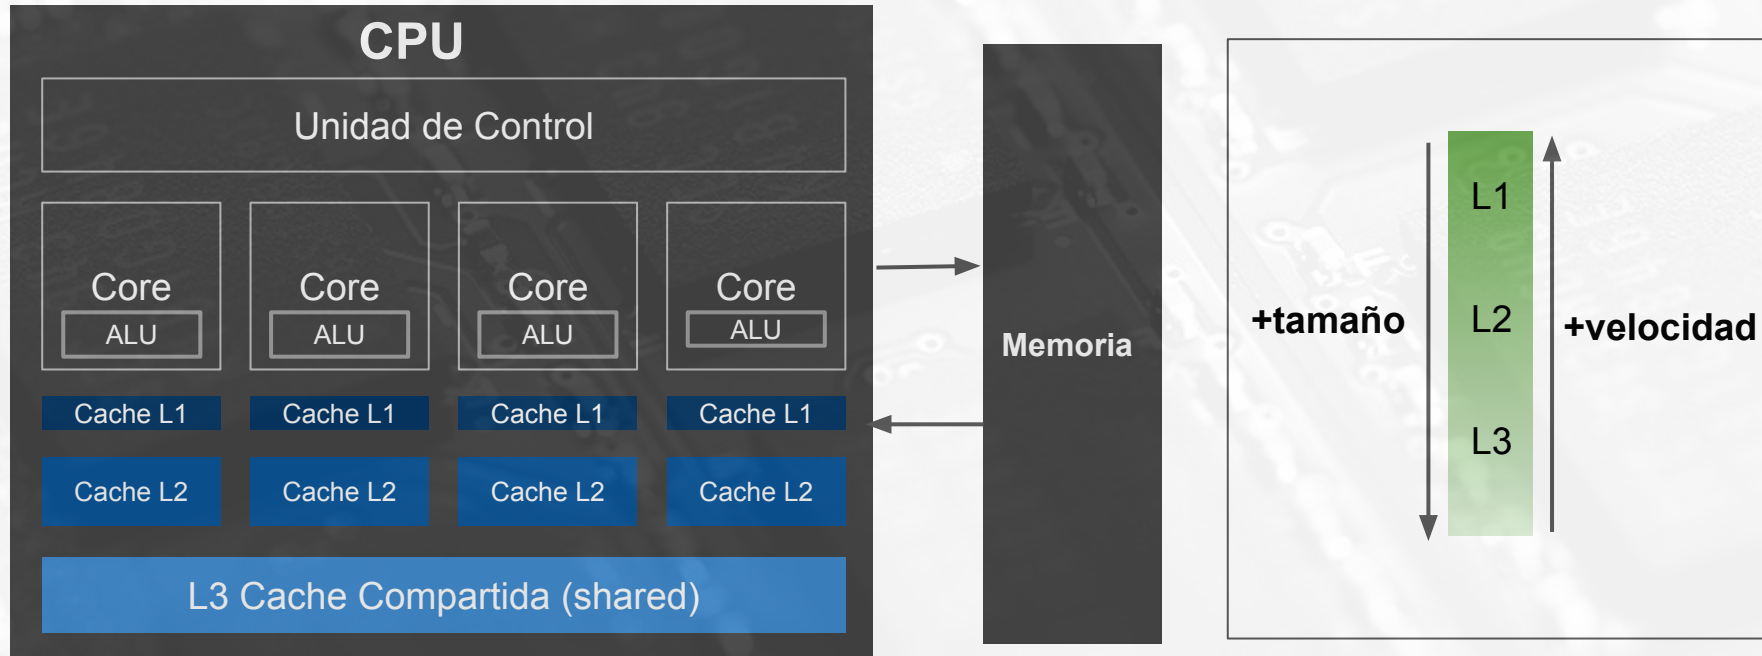 CPU
Unidad de Control
Core
ALU
Core
ALU
Core
ALU
Core
ALU
Cache L1
Cache L1
Cache L1
Cache L1
Cache L2
Cache L2
Cache L2
Cache L2
L3 Cache Compartida (shared)
Memoria
+tamaño
L1
L2
L3
+velocidad